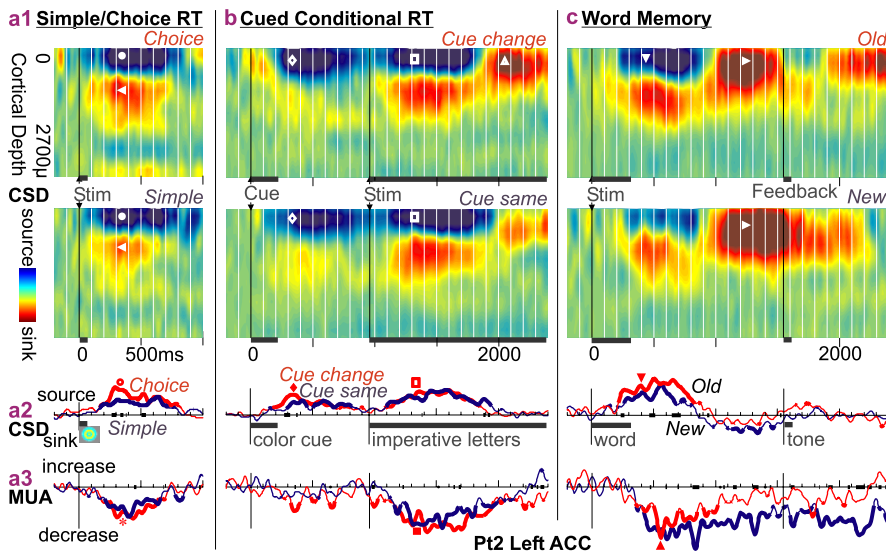 a1 Simple/Choice RT
Choice
0
Cortical Depth
2700µ
CSD
Stim
Simple
source
sink
0
500ms
b Cued Conditional RT
Cue change
Cue
Stim
Cue same
0
2000
c Word Memory
Old
Stim
Feedback
New
0
2000
a2
CSD
source
Choice
sink
Simple
Cue change
Cue same
color cue
imperative letters
Old
New
word
tone
a3
increase
MUA
decrease
*
Pt2 Left ACC